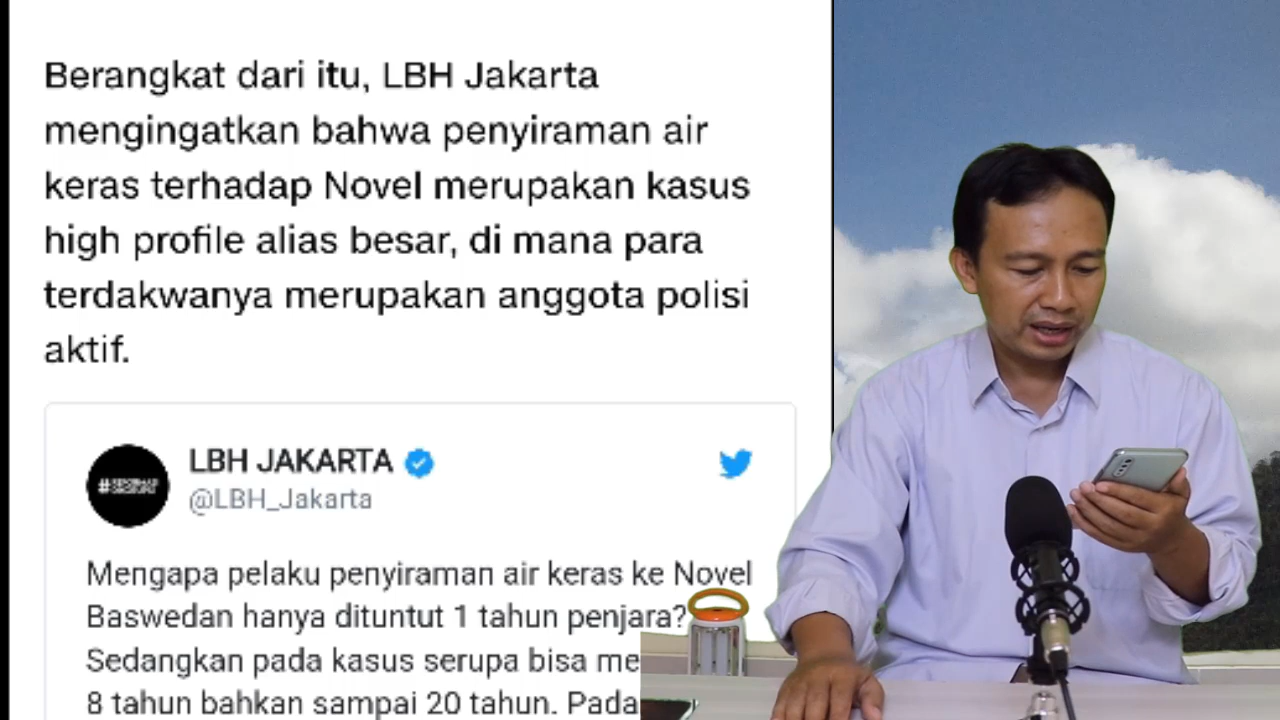 Berangkat dari itu, LBH Jakarta
mengingatkan bahwa penyiraman air
keras terhadap Novel merupakan kasus
high profile alias besar, di mana para
terdakwanya merupakan anggota polisi
aktif.
LBH JAKARTA
@LBH_Jakarta
Mengapa pelaku penyiraman air keras ke Novel
Baswedan hanya dituntut 1 tahun penjara?
Sedangkan pada kasus serupa bisa me
8 tahun bahkan sampai 20 tahun. Pada